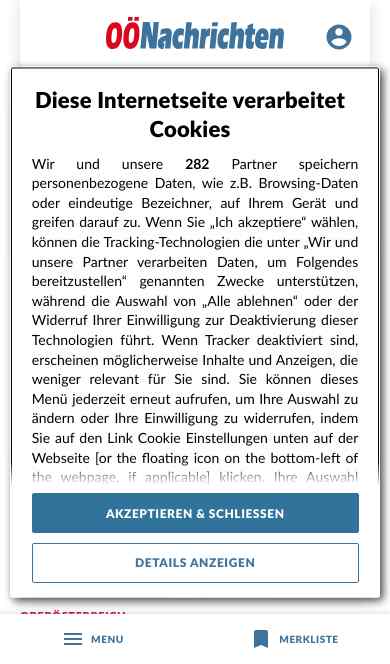 OÖNachrichten
Diese Internetseite verarbeitet
Cookies
Wir und unsere 282 Partner speichern
personenbezogene Daten, wie z.B. Browsing-Daten
oder eindeutige Bezeichner, auf Ihrem Gerät und
greifen darauf zu. Wenn Sie „Ich akzeptiere“ wählen,
können die Tracking-Technologien die unter „Wir und
unsere Partner verarbeiten Daten, um Folgendes
bereitzustellen“ genannten Zwecke unterstützen,
während die Auswahl von „Alle ablehnen“ oder der
Widerruf Ihrer Einwilligung zur Deaktivierung dieser
Technologien führt. Wenn Tracker deaktiviert sind,
erscheinen möglicherweise Inhalte und Anzeigen, die
weniger relevant für Sie sind. Sie können dieses
Menü jederzeit erneut aufrufen, um Ihre Auswahl zu
ändern oder Ihre Einwilligung zu widerrufen, indem
Sie auf den Link Cookie Einstellungen unten auf der
Webseite [or the floating icon on the bottom-left of
the webpage, if applicable] klicken. Ihre Auswahl
AKZEPTIEREN & SCHLIESSEN
DETAILS ANZEIGEN
OBERÖSTERREICH
MENU
MERKLISTE